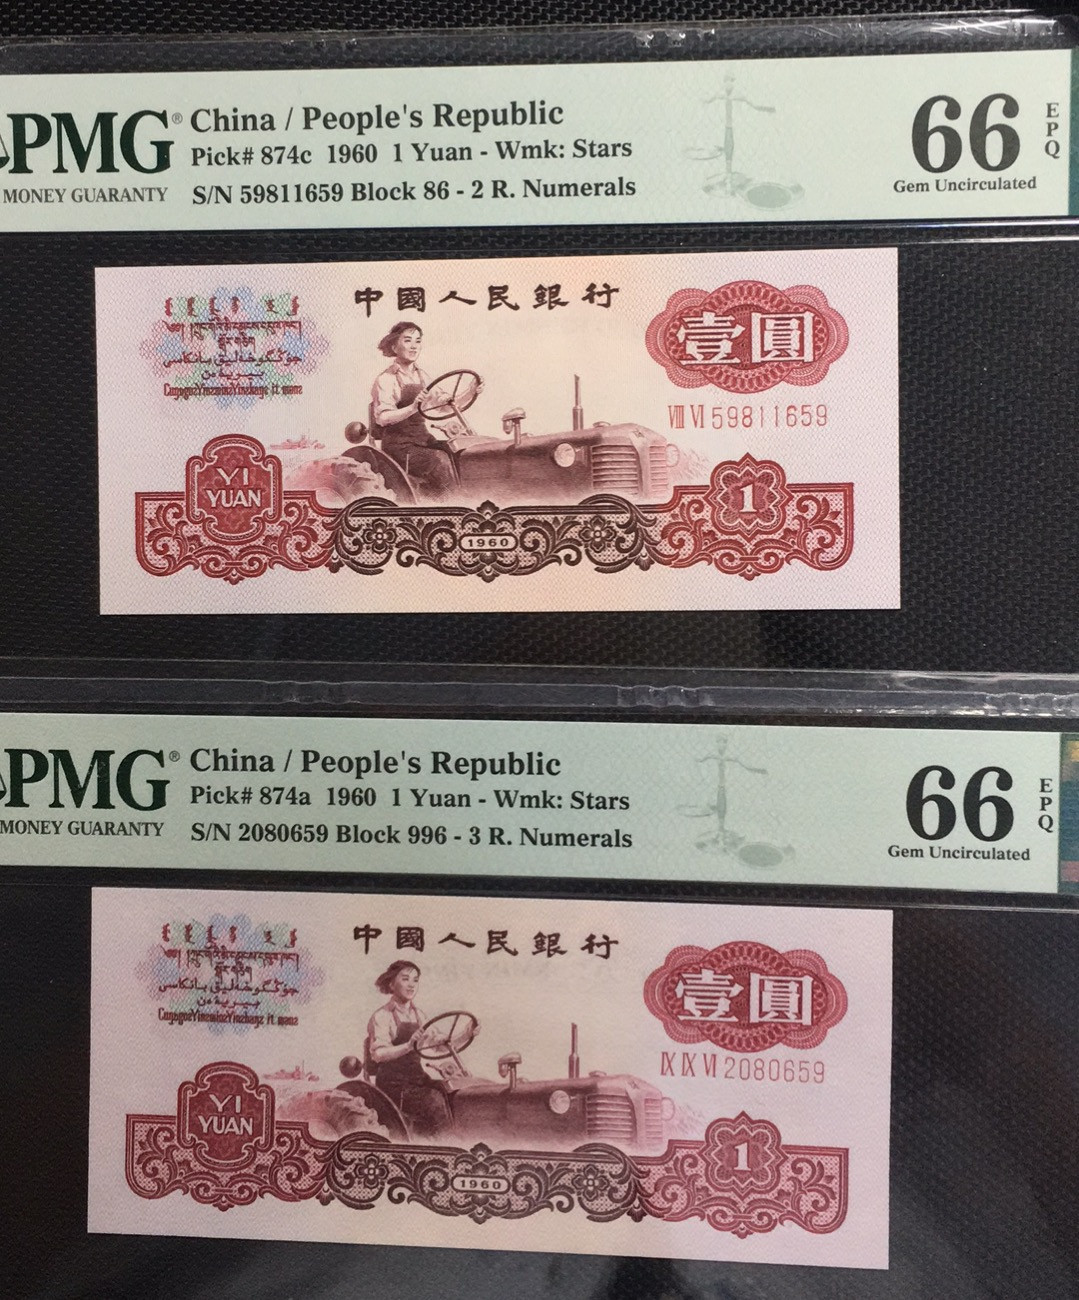 PMG®
MONEY GUARANTY
China / People's Republic
Pick# 874c 1960 1 Yuan - Wmk: Stars
S/N 59811659 Block 86 - 2 R. Numerals
66 EPQ
Gem Uncirculated
中國人民銀行
壹圓
VIII VI 59811659
YI
YUAN
1
1960
PMG®
MONEY GUARANTY
China / People's Republic
Pick# 874a 1960 1 Yuan - Wmk: Stars
S/N 2080659 Block 996 - 3 R. Numerals
66 EPQ
Gem Uncirculated
中國人民銀行
壹圓
IX IX VI 2080659
YI
YUAN
1
1960